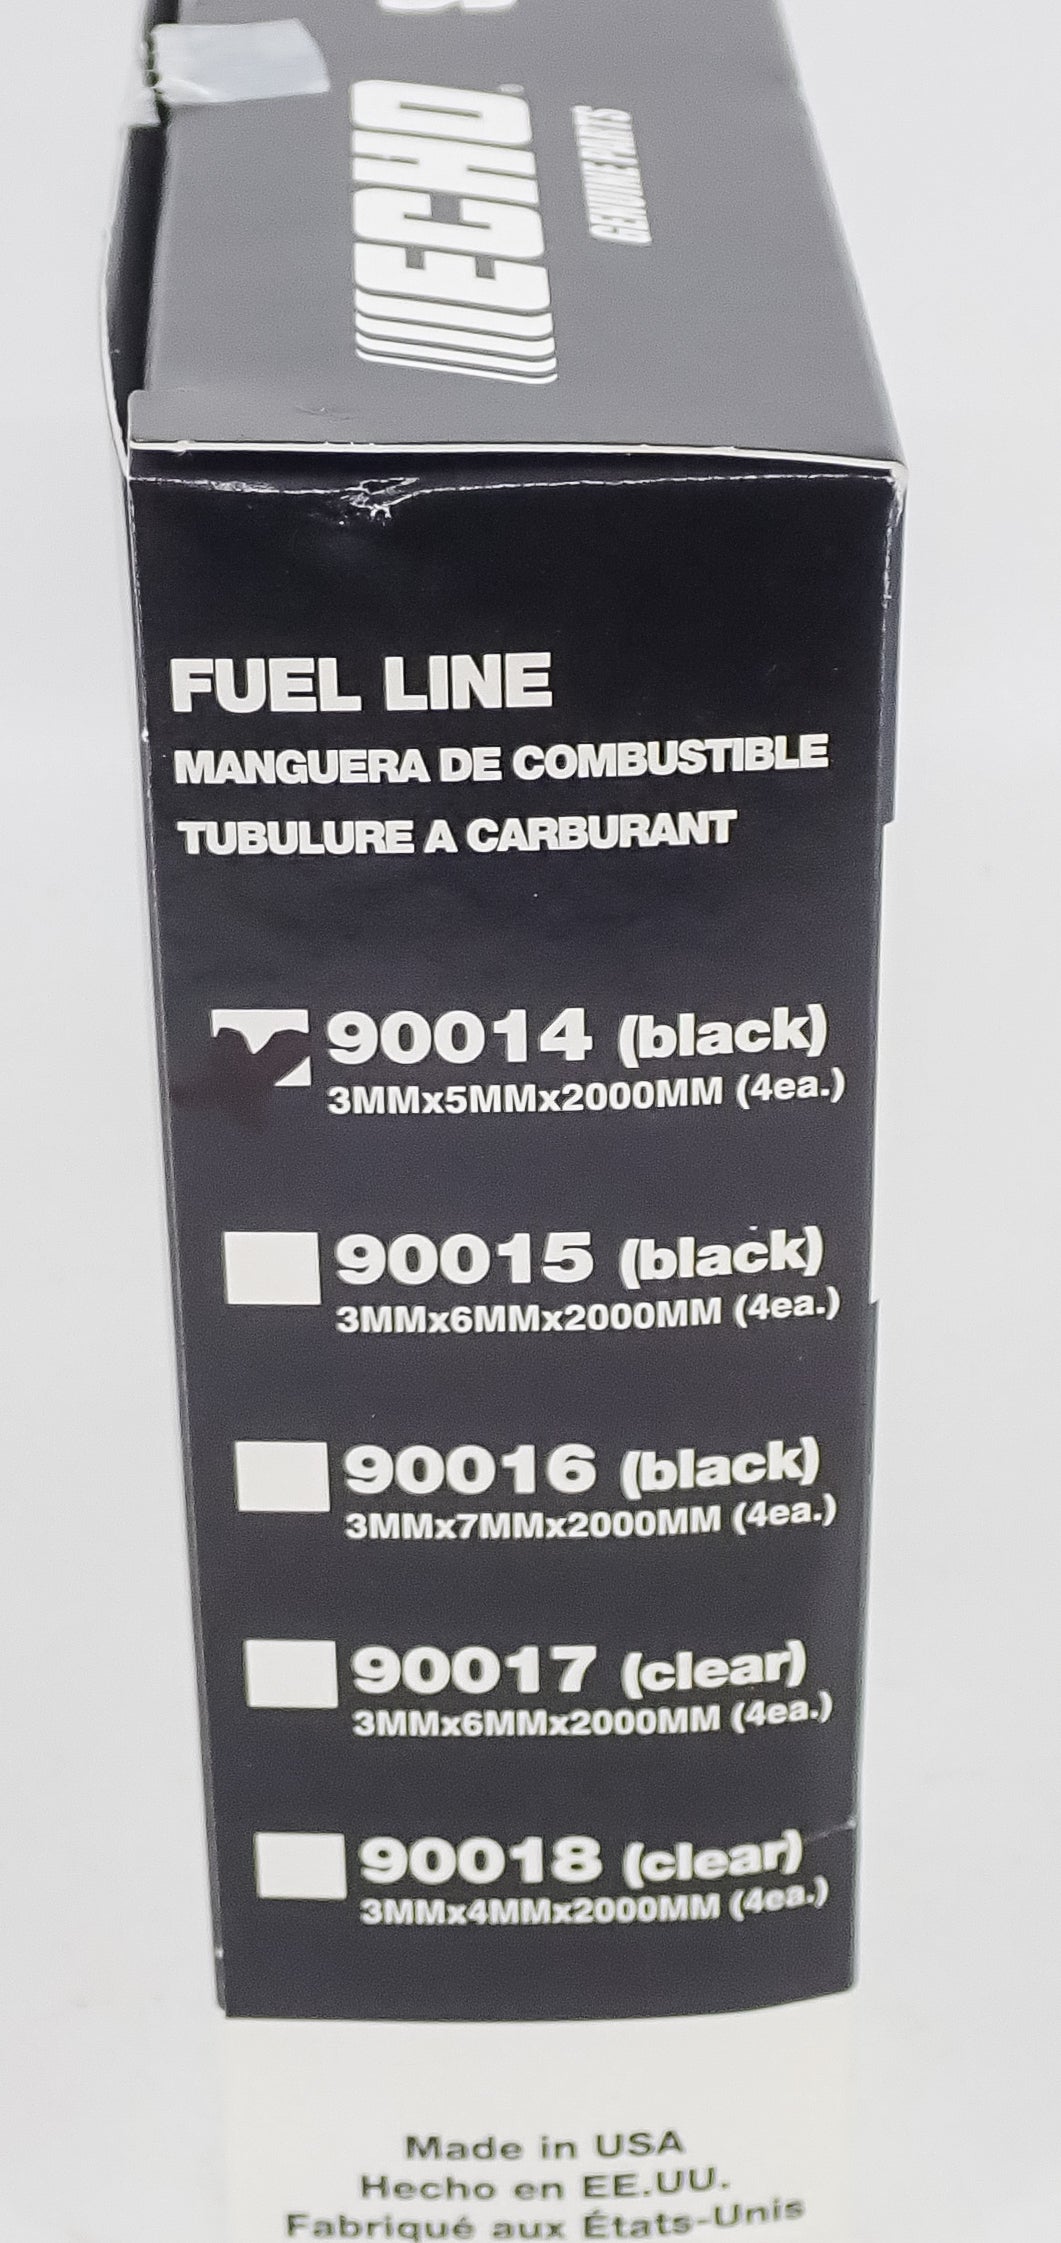 ECHO
GENUINE PARTS
FUEL LINE
MANGUERA DE COMBUSTIBLE
TUBULURE A CARBURANT
90014 (black)
3MMx5MMx2000MM (4ea.)
90015 (black)
3MMx6MMx2000MM (4ea.)
90016 (black)
3MMx7MMx2000MM (4ea.)
90017 (clear)
3MMx6MMx2000MM (4ea.)
90018 (clear)
3MMx4MMx2000MM (4ea.)
Made in USA
Hecho en EE.UU.
Fabriqué aux États-Unis